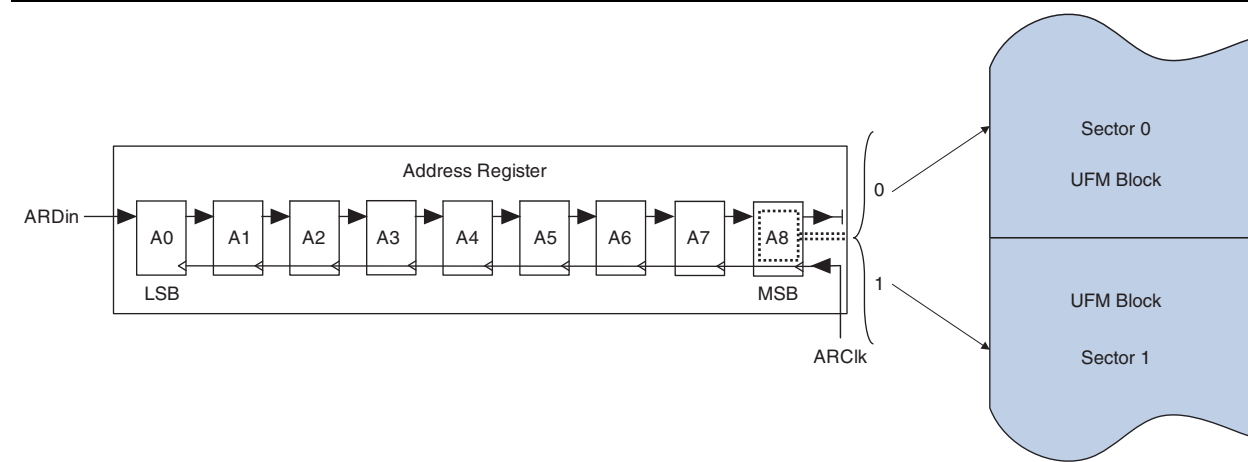 Address Register
ARDin
A0
A1
A2
A3
A4
A5
A6
A7
A8
LSB
MSB
ARClk
0
1
Sector 0
UFM Block
UFM Block
Sector 1